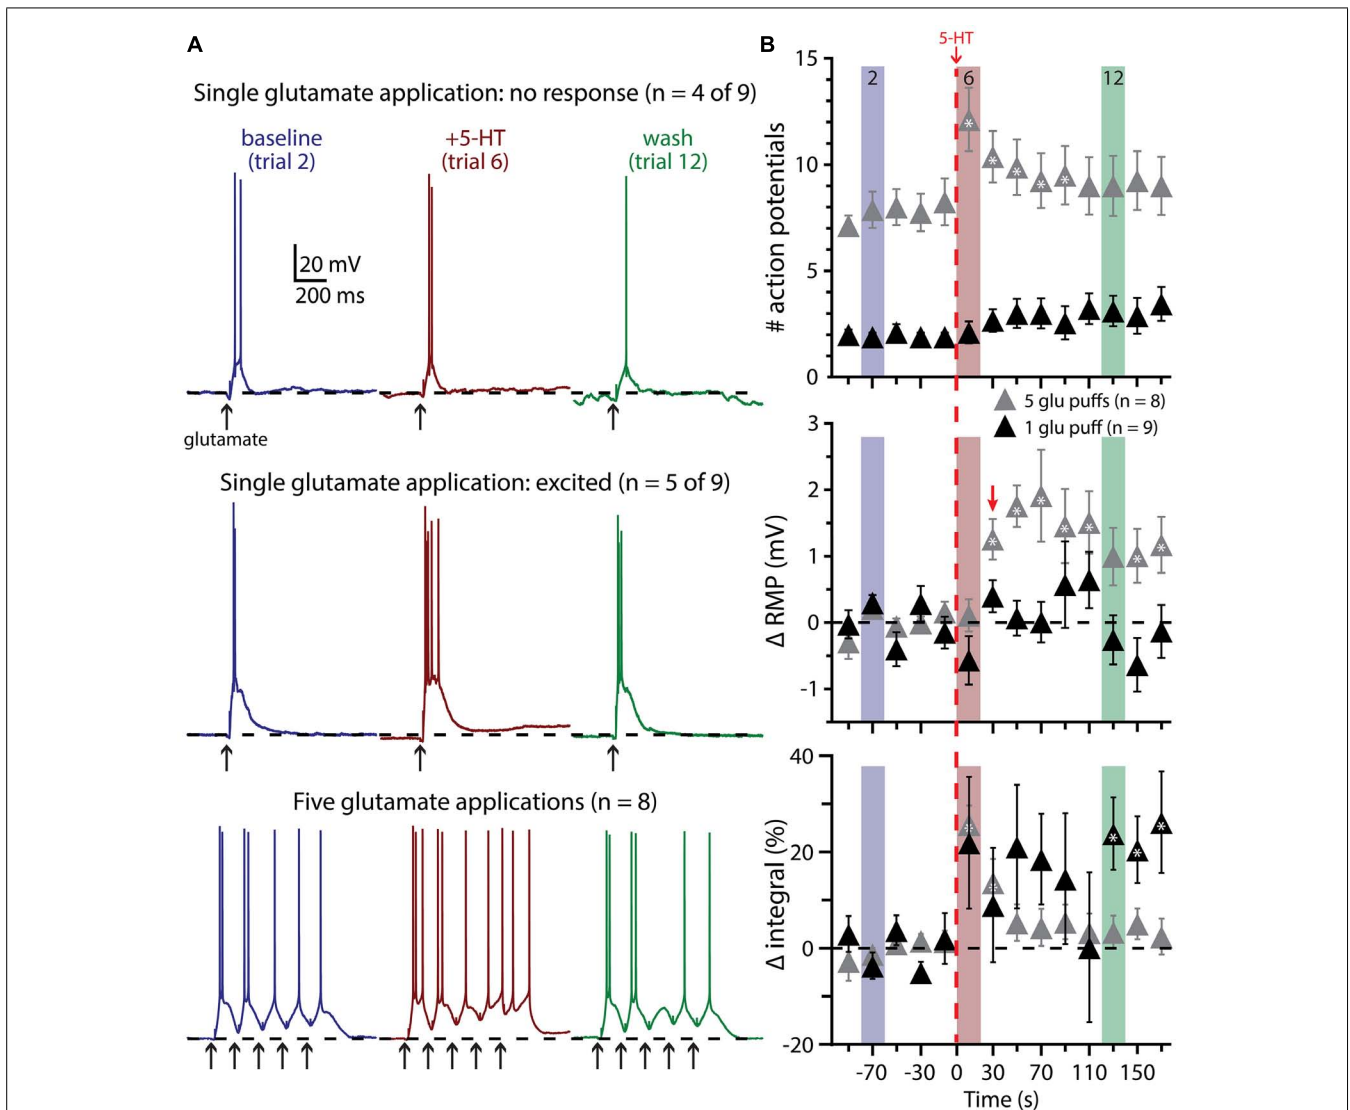 A
Single glutamate application: no response (n = 4 of 9)
baseline
(trial 2)
+5-HT
(trial 6)
wash
(trial 12)
20 mV
200 ms
glutamate
Single glutamate application: excited (n = 5 of 9)
Five glutamate applications (n = 8)
B
5-HT
2
6
12
# action potentials
15
10
5
0
5 glu puffs (n = 8)
1 glu puff (n = 9)
Δ RMP (mV)
3
2
1
0
-1
Δ integral (%)
40
20
0
-20
-70 -30 0 30 70 110 150
Time (s)